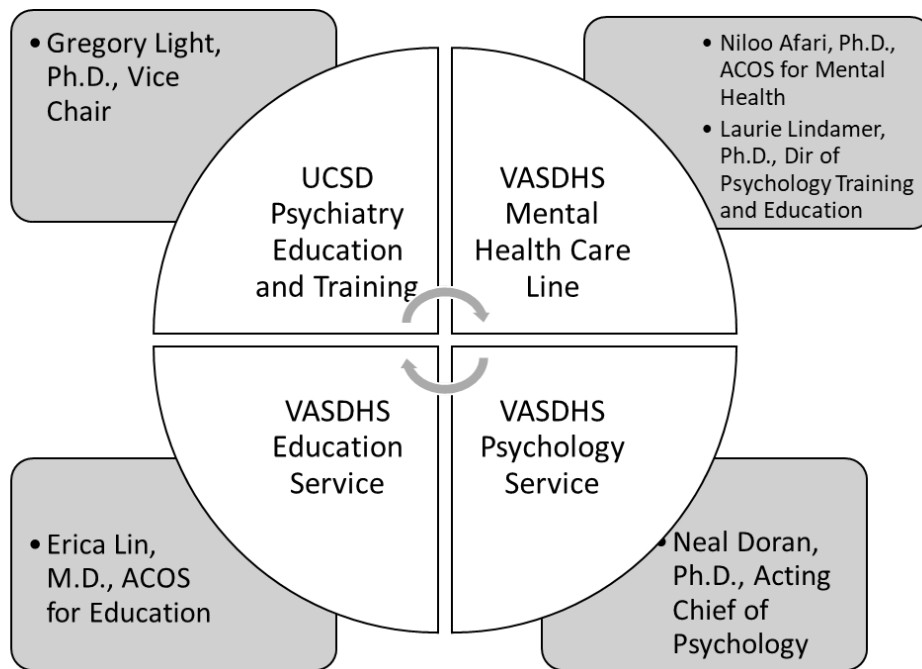 • Gregory Light,
Ph.D., Vice
Chair
• Niloo Afari, Ph.D.,
ACOS for Mental
Health
• Laurie Lindamer,
Ph.D., Dir of
Psychology Training
and Education
UCSD
Psychiatry
Education
and Training
VASDHS
Mental
Health Care
Line
VASDHS
Education
Service
VASDHS
Psychology
Service
• Erica Lin,
M.D., ACOS
for Education
• Neal Doran,
Ph.D., Acting
Chief of
Psychology